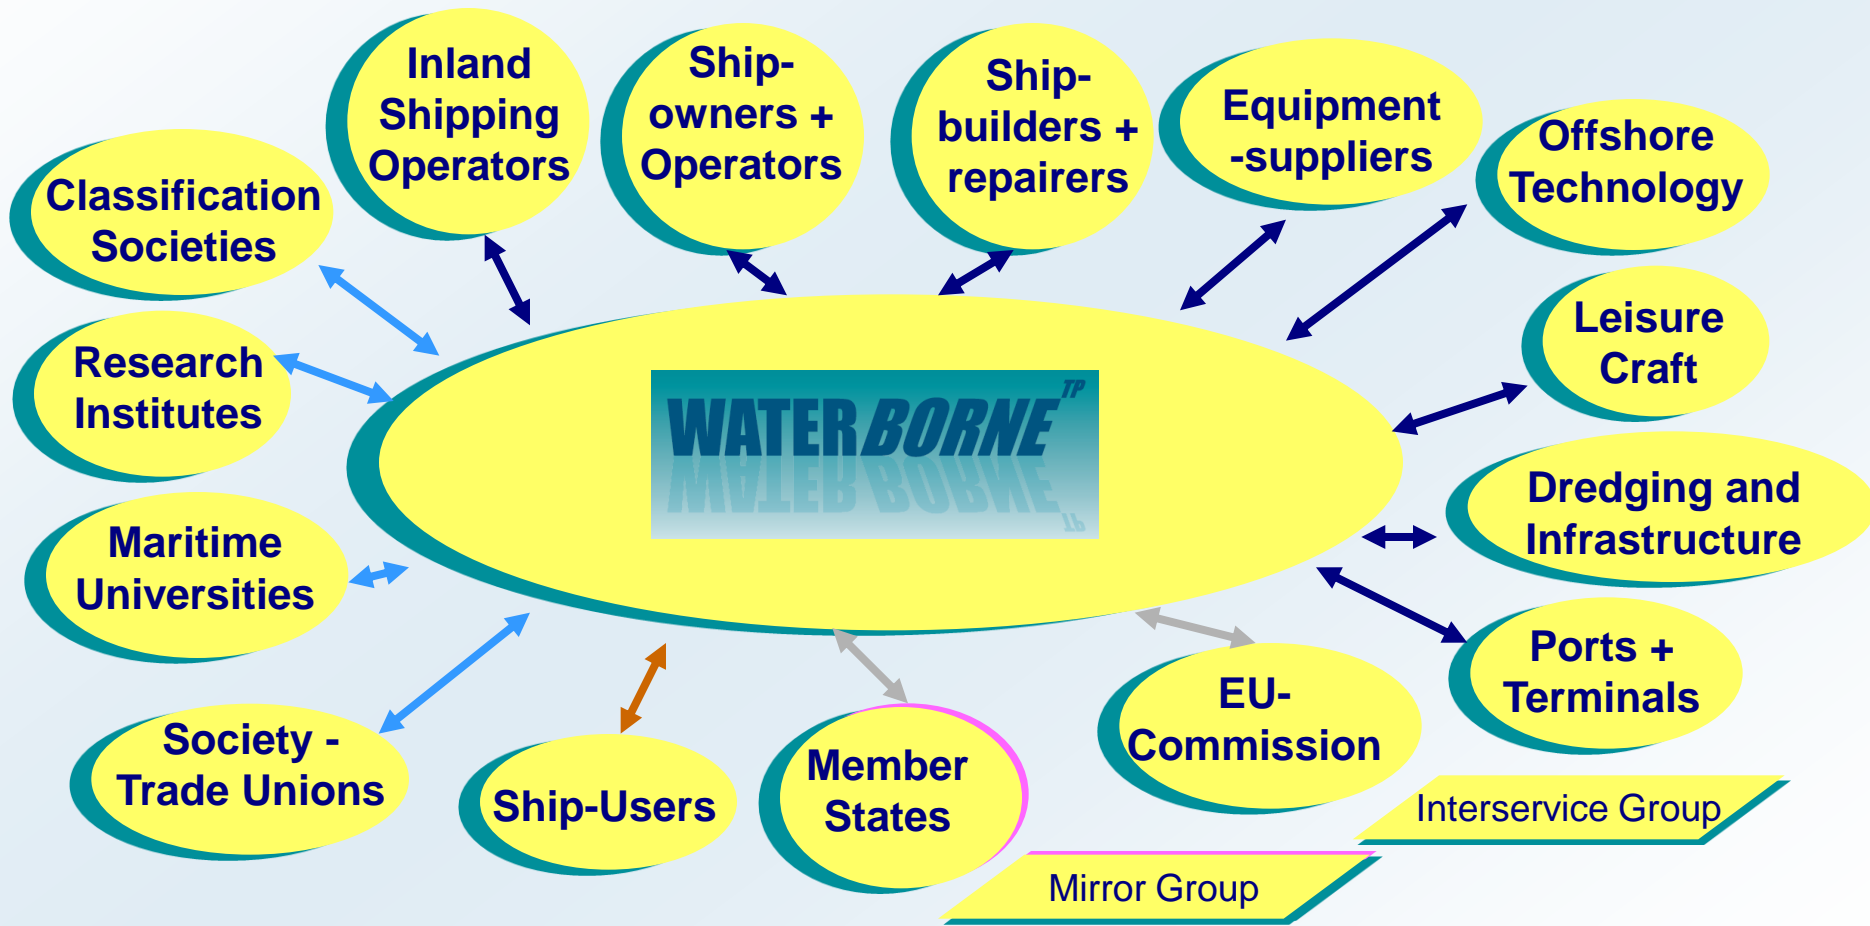 Inland
Shipping
Operators
Ship-
owners +
Operators
Ship-
builders +
repairers
Equipment
-suppliers
Offshore
Technology
Classification
Societies
Leisure
Craft
Research
Institutes
WATERBORNE TP
Dredging and
Infrastructure
Maritime
Universities
Ports +
Terminals
EU-
Commission
Society -
Trade Unions
Ship-Users
Member
States
Interservice Group
Mirror Group